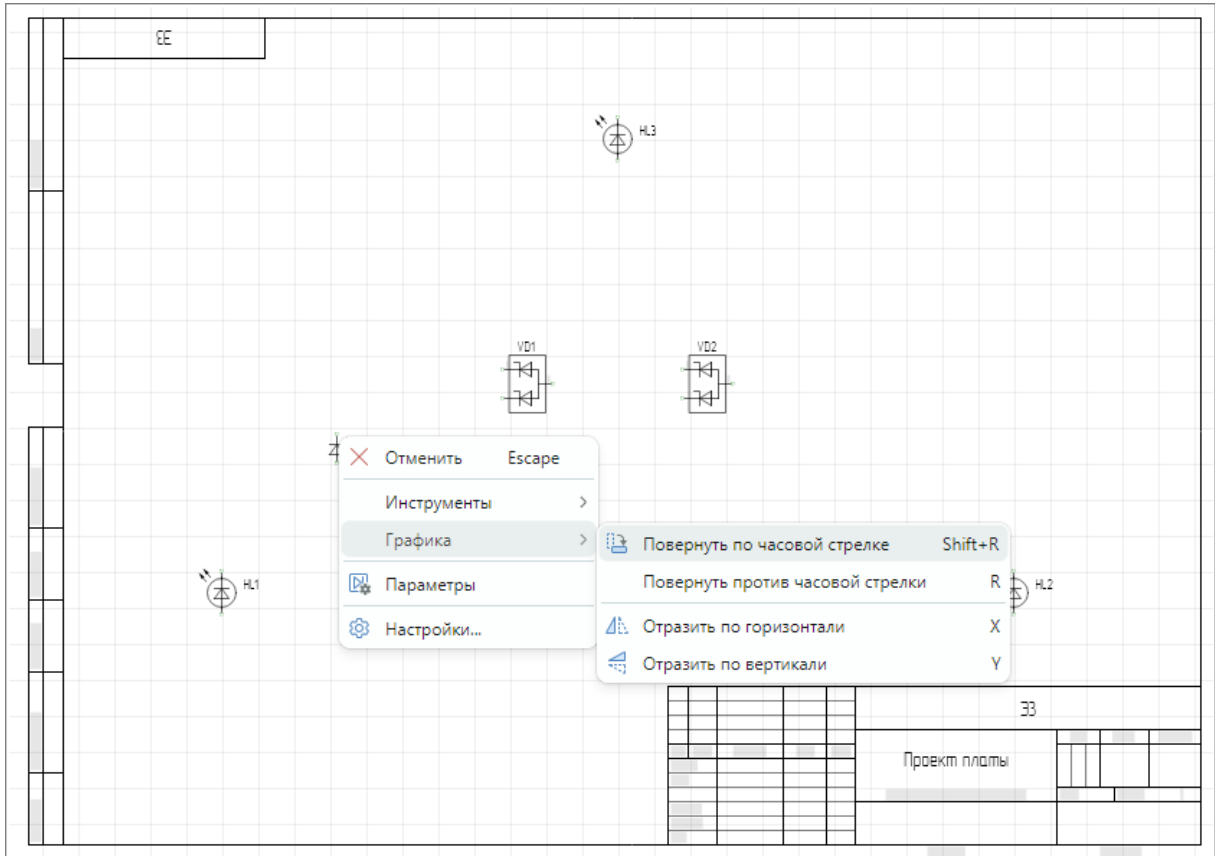 ƐƐ
HL3
VD1 VD2
Отменить Escape
Инструменты
Графика
Параметры
Настройки...
Повернуть по часовой стрелке Shift+R
Повернуть против часовой стрелки R
Отразить по горизонтали X
Отразить по вертикали Y
HL1
HL2
Э3
Проект платы